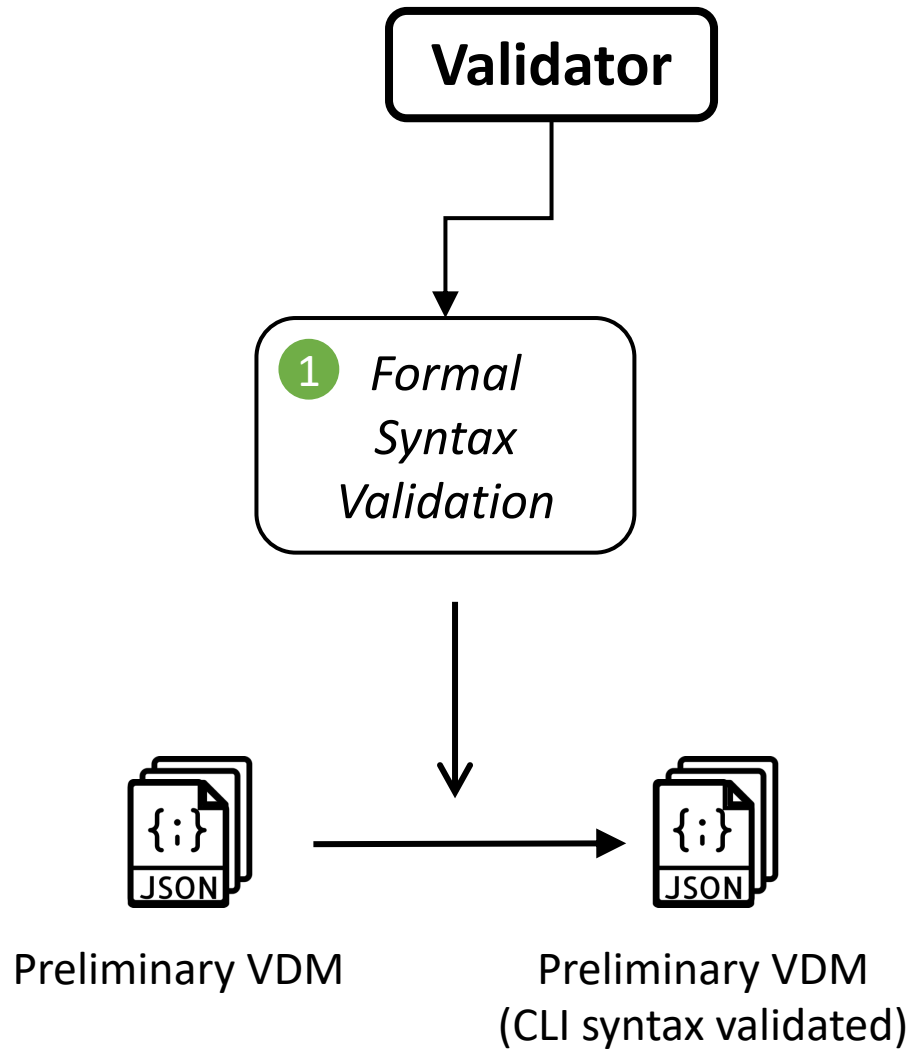 Validator
1 Formal
Syntax
Validation
{;} {;}
JSON JSON
Preliminary VDM Preliminary VDM
(CLI syntax validated)